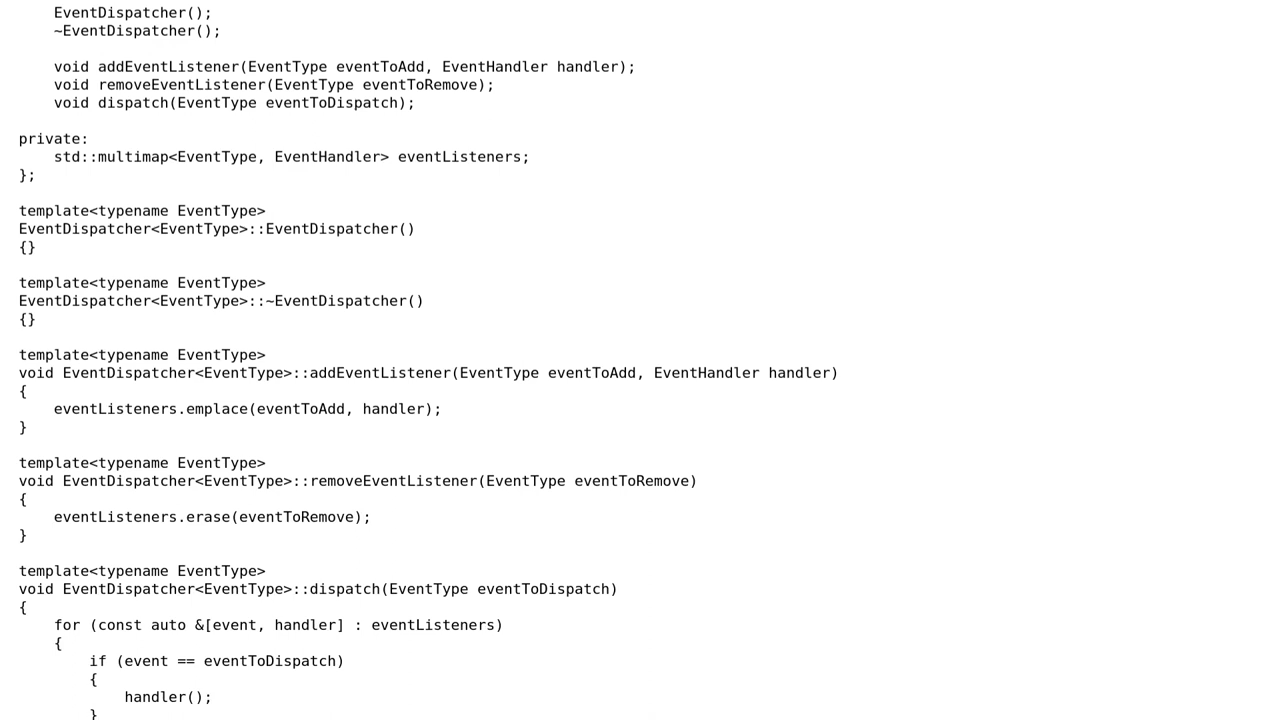 EventDispatcher();
    ~EventDispatcher();

    void addEventListener(EventType eventToAdd, EventHandler handler);
    void removeEventListener(EventType eventToRemove);
    void dispatch(EventType eventToDispatch);

private:
    std::multimap<EventType, EventHandler> eventListeners;
};

template<typename EventType>
EventDispatcher<EventType>::EventDispatcher()
{}

template<typename EventType>
EventDispatcher<EventType>::~EventDispatcher()
{}

template<typename EventType>
void EventDispatcher<EventType>::addEventListener(EventType eventToAdd, EventHandler handler)
{
    eventListeners.emplace(eventToAdd, handler);
}

template<typename EventType>
void EventDispatcher<EventType>::removeEventListener(EventType eventToRemove)
{
    eventListeners.erase(eventToRemove);
}

template<typename EventType>
void EventDispatcher<EventType>::dispatch(EventType eventToDispatch)
{
    for (const auto &[event, handler] : eventListeners)
    {
        if (event == eventToDispatch)
        {
            handler();
        }